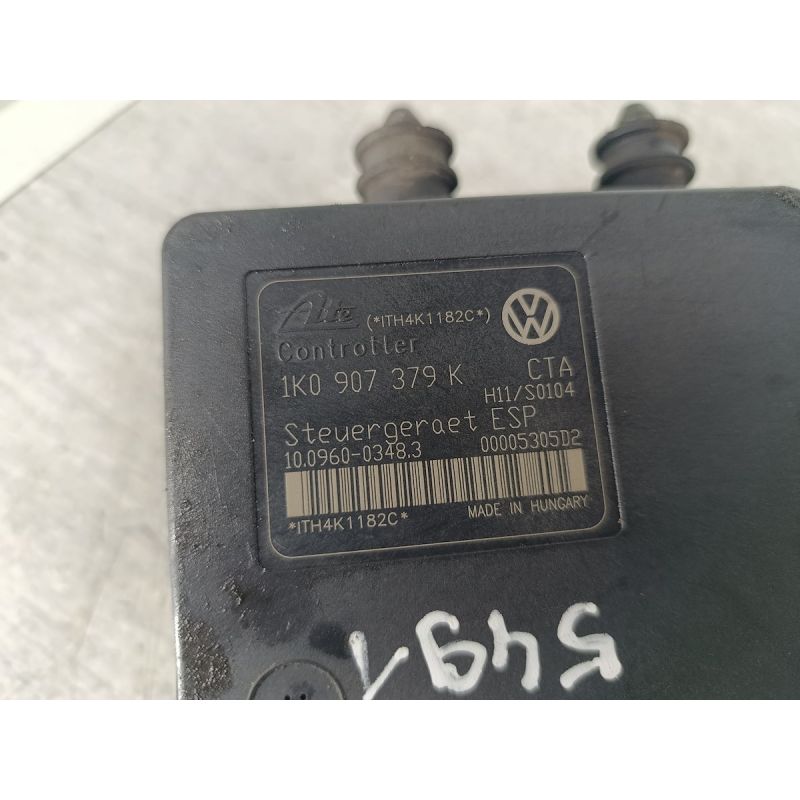 Ate (*ITH4K1182C*)
Controller
1K0 907 379 K CTA
H11/S0104
Steuergeraet ESP
10.0960-0348.3 00005305D2
*ITH4K1182C* MADE IN HUNGARY
5491